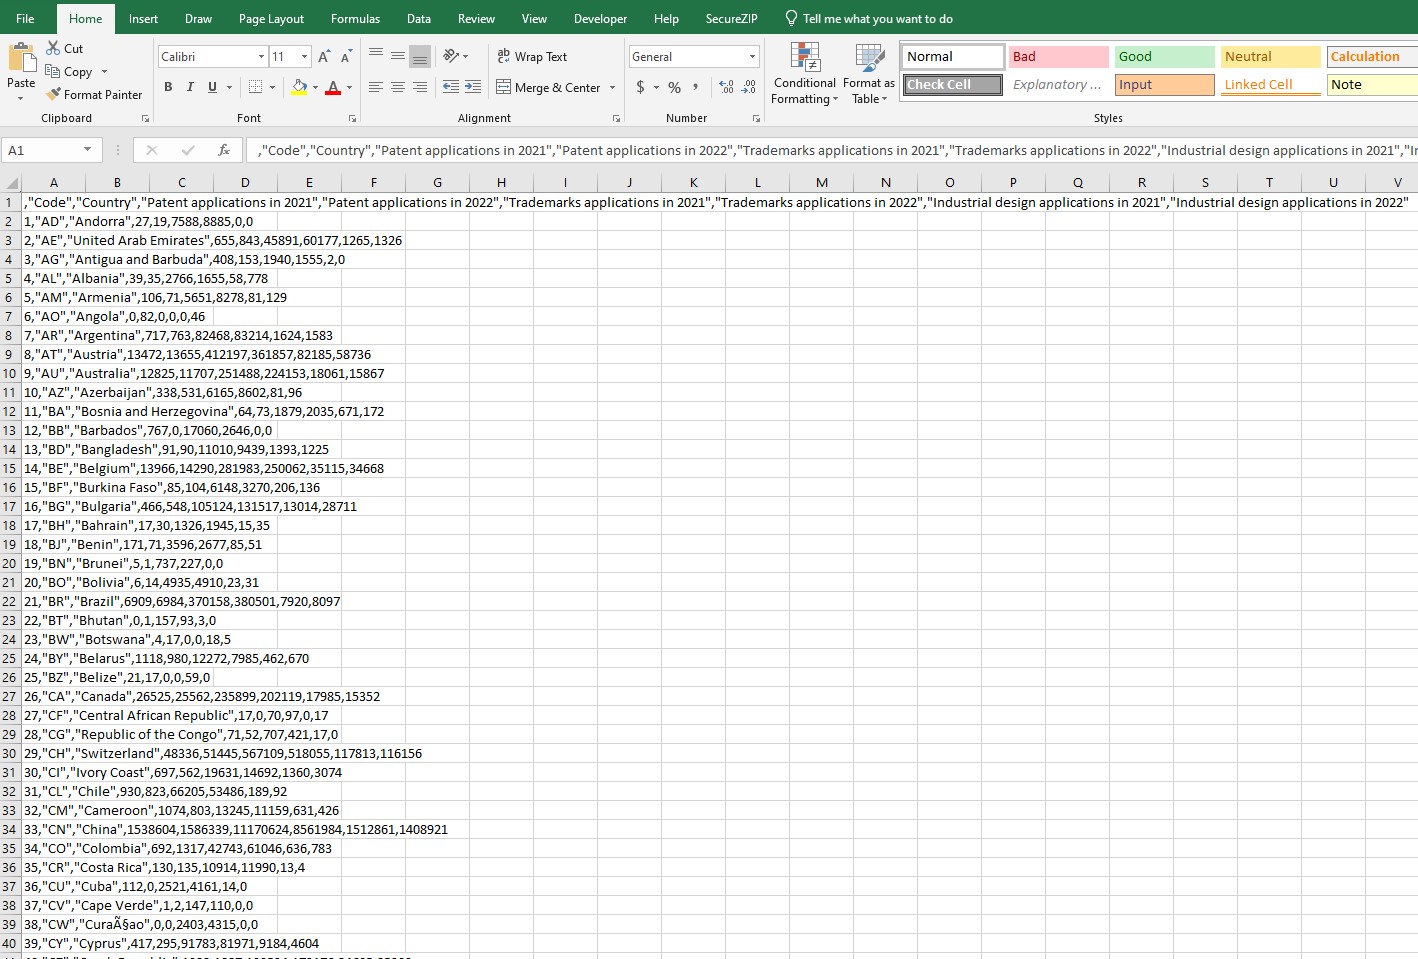 File Home Insert Draw Page Layout Formulas Data Review View Developer Help SecureZIP Tell me what you want to do
Cut
Copy
Format Painter
Paste
Calibri 11
B I U
Wrap Text
Merge & Center
General
$ % ,
Conditional Formatting
Format as Table
Normal Bad Good Neutral Calculation
Check Cell Explanatory ... Input Linked Cell Note
Clipboard Font Alignment Number Styles
A1 fx ,"Code","Country","Patent applications in 2021","Patent applications in 2022","Trademarks applications in 2021","Trademarks applications in 2022","Industrial design applications in 2021","Ir
A B C D E F G H I J K L M N O P Q R S T U V
1 ,"Code","Country","Patent applications in 2021","Patent applications in 2022","Trademarks applications in 2021","Trademarks applications in 2022","Industrial design applications in 2021","Industrial design applications in 2022"
2 1,"AD","Andorra",27,19,7588,8885,0,0
3 2,"AE","United Arab Emirates",655,843,45891,60177,1265,1326
4 3,"AG","Antigua and Barbuda",408,153,1940,1555,2,0
5 4,"AL","Albania",39,35,2766,1655,58,778
6 5,"AM","Armenia",106,71,5651,8278,81,129
7 6,"AO","Angola",0,82,0,0,0,46
8 7,"AR","Argentina",717,763,82468,83214,1624,1583
9 8,"AT","Austria",13472,13655,412197,361857,82185,58736
10 9,"AU","Australia",12825,11707,251488,224153,18061,15867
11 10,"AZ","Azerbaijan",338,531,6165,8602,81,96
12 11,"BA","Bosnia and Herzegovina",64,73,1879,2035,671,172
13 12,"BB","Barbados",767,0,17060,2646,0,0
14 13,"BD","Bangladesh",91,90,11010,9439,1393,1225
15 14,"BE","Belgium",13966,14290,281983,250062,35115,34668
16 15,"BF","Burkina Faso",85,104,6148,3270,206,136
17 16,"BG","Bulgaria",466,548,105124,131517,13014,28711
18 17,"BH","Bahrain",17,30,1326,1945,15,35
19 18,"BJ","Benin",171,71,3596,2677,85,51
20 19,"BN","Brunei",5,1,737,227,0,0
21 20,"BO","Bolivia",6,14,4935,4910,23,31
22 21,"BR","Brazil",6909,6984,370158,380501,7920,8097
23 22,"BT","Bhutan",0,1,157,93,3,0
24 23,"BW","Botswana",4,17,0,0,18,5
25 24,"BY","Belarus",1118,980,12272,7985,462,670
26 25,"BZ","Belize",21,17,0,0,59,0
27 26,"CA","Canada",26525,25562,235899,202119,17985,15352
28 27,"CF","Central African Republic",17,0,70,97,0,17
29 28,"CG","Republic of the Congo",71,52,707,421,17,0
30 29,"CH","Switzerland",48336,51445,567109,518055,117813,116156
31 30,"CI","Ivory Coast",697,562,19631,14692,1360,3074
32 31,"CL","Chile",930,823,66205,53486,189,92
33 32,"CM","Cameroon",1074,803,13245,11159,631,426
34 33,"CN","China",1538604,1586339,11170624,8561984,1512861,1408921
35 34,"CO","Colombia",692,1317,42743,61046,636,783
36 35,"CR","Costa Rica",130,135,10914,11990,13,4
37 36,"CU","Cuba",112,0,2521,4161,14,0
38 37,"CV","Cape Verde",1,2,147,110,0,0
39 38,"CW","CuraÃ§ao",0,0,2403,4315,0,0
40 39,"CY","Cyprus",417,295,91783,81971,9184,4604